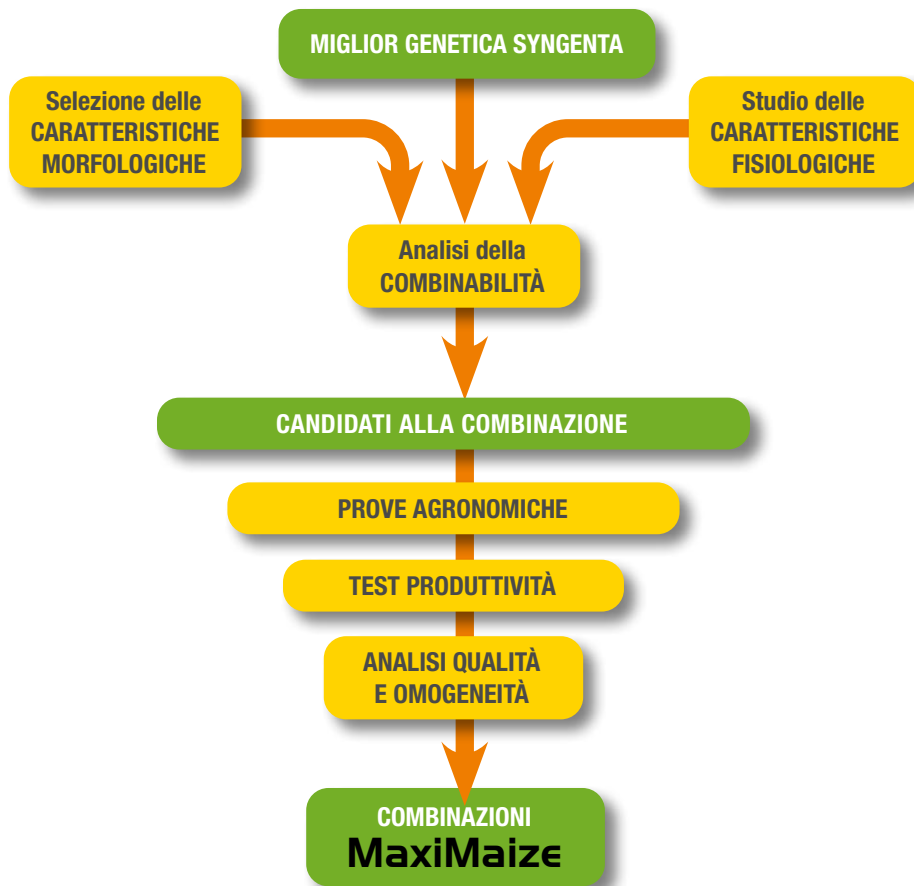 MIGLIOR GENETICA SYNGENTA
Selezione delle
CARATTERISTICHE
MORFOLOGICHE
Studio delle
CARATTERISTICHE
FISIOLOGICHE
Analisi della
COMBINABILITÀ
CANDIDATI ALLA COMBINAZIONE
PROVE AGRONOMICHE
TEST PRODUTTIVITÀ
ANALISI QUALITÀ
E OMOGENEITÀ
COMBINAZIONI
MaxiMaize